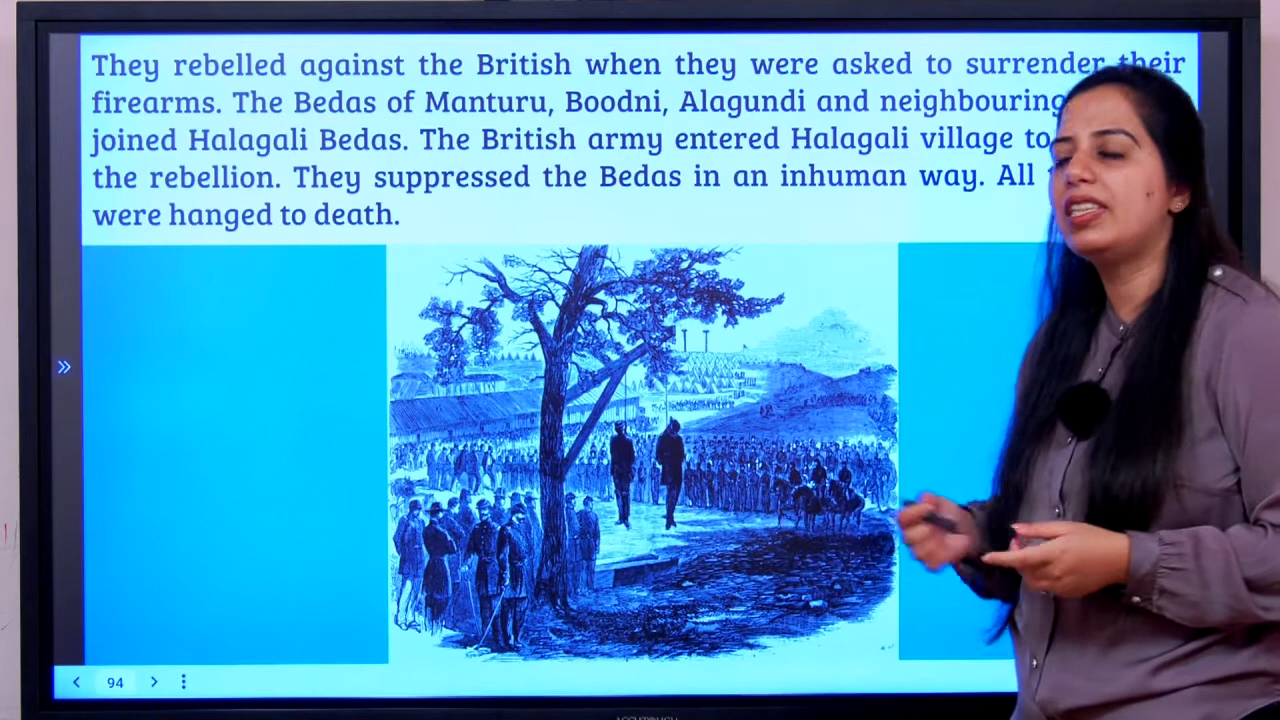 They rebelled against the British when they were asked to surrender their
firearms. The Bedas of Manturu, Boodni, Alagundi and neighbouring
joined Halagali Bedas. The British army entered Halagali village to
the rebellion. They suppressed the Bedas in an inhuman way. All
were hanged to death.
94